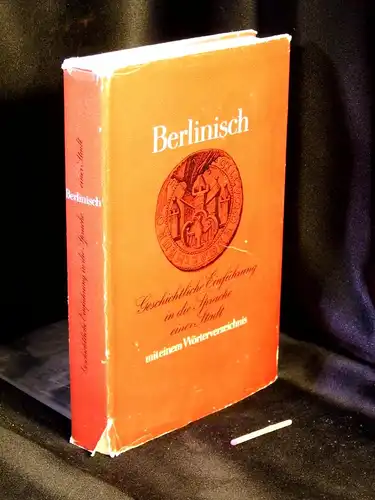 Berlinisch
Geschichtliche Einführung
in die Sprache
einer Stadt
mit einem Wörterverzeichnis
Berlinisch
Geschichtliche Einführung in die Sprache
einer Stadt